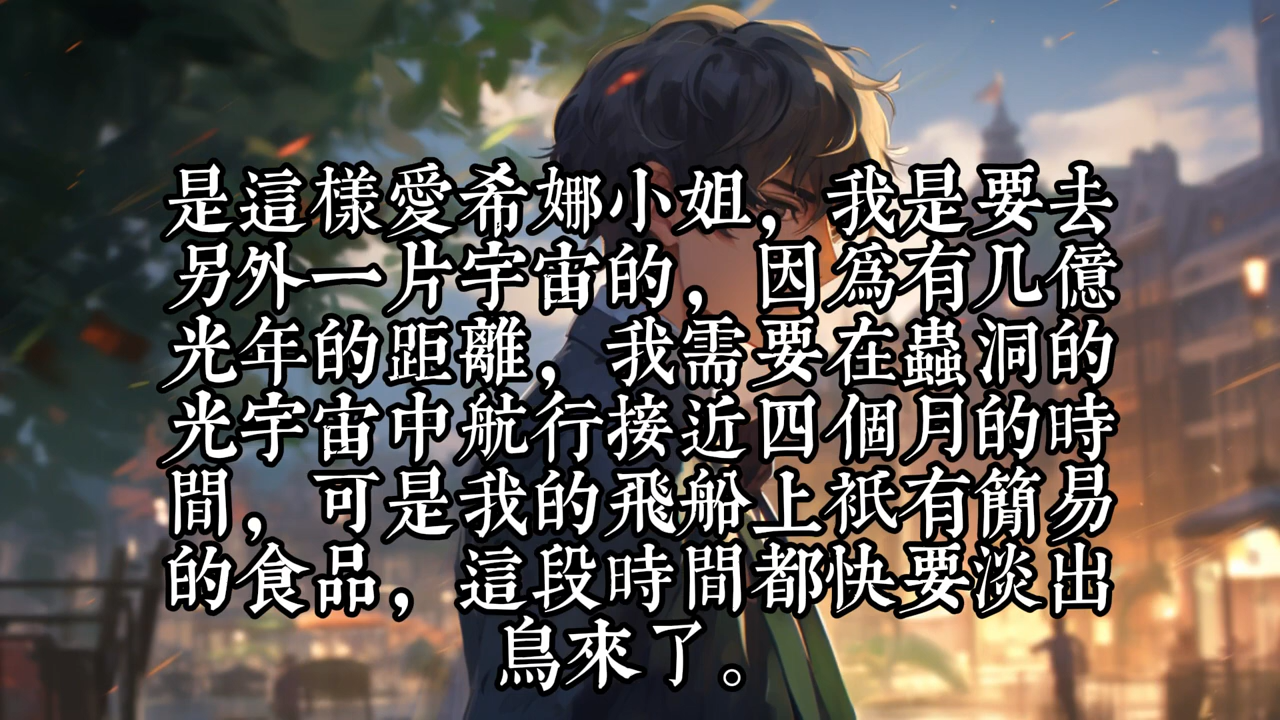 是這樣愛希娜小姐，我是要去
另外一片宇宙的，因爲有几億
光年的距離，我需要在蟲洞的
光宇宙中航行接近四個月的時
間，可是我的飛船上祇有簡易
的食品，這段時間都快要淡出
鳥來了。